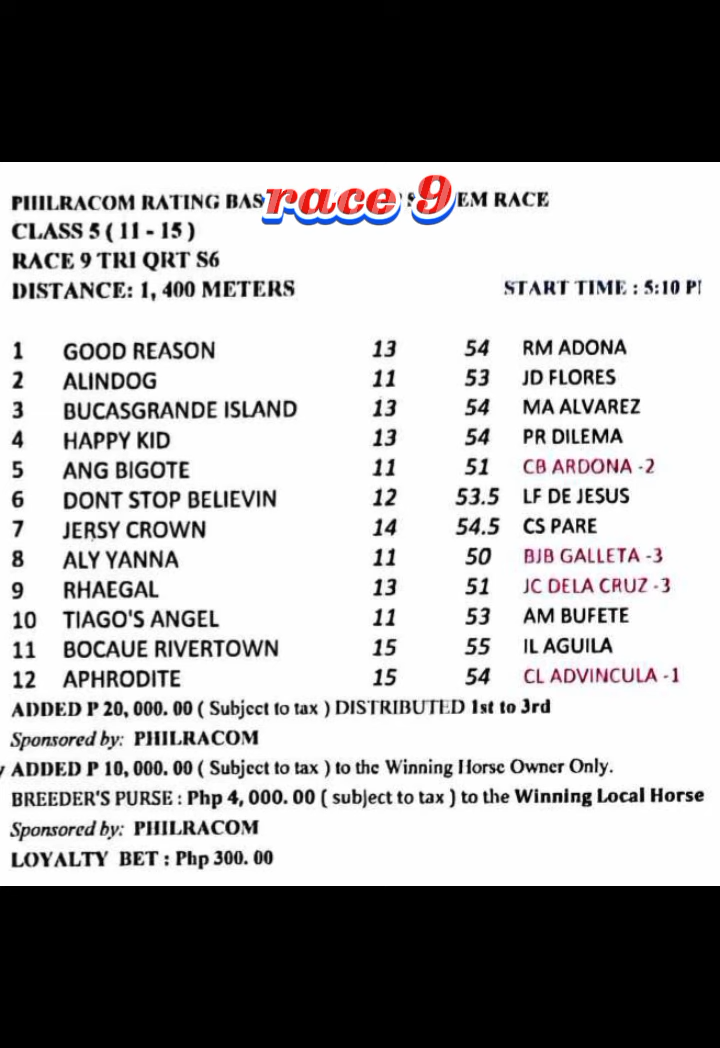 race 9
PHILRACOM RATING BAS EM RACE
CLASS 5 ( 11 - 15 )
RACE 9 TRI QRT S6
DISTANCE: 1, 400 METERS START TIME : 5:10 P
1 GOOD REASON 13 54 RM ADONA
2 ALINDOG 11 53 JD FLORES
3 BUCASGRANDE ISLAND 13 54 MA ALVAREZ
4 HAPPY KID 13 54 PR DILEMA
5 ANG BIGOTE 11 51 CB ARDONA -2
6 DONT STOP BELIEVIN 12 53.5 LF DE JESUS
7 JERSY CROWN 14 54.5 CS PARE
8 ALY YANNA 11 50 BJB GALLETA -3
9 RHAEGAL 13 51 JC DELA CRUZ -3
10 TIAGO'S ANGEL 11 53 AM BUFETE
11 BOCAUE RIVERTOWN 15 55 IL AGUILA
12 APHRODITE 15 54 CL ADVINCULA -1
ADDED P 20, 000. 00 ( Subject to tax ) DISTRIBUTED 1st to 3rd
Sponsored by: PHILRACOM
ADDED P 10, 000. 00 ( Subject to tax ) to the Winning Horse Owner Only.
BREEDER'S PURSE : Php 4, 000. 00 ( subject to tax ) to the Winning Local Horse
Sponsored by: PHILRACOM
LOYALTY BET : Php 300. 00